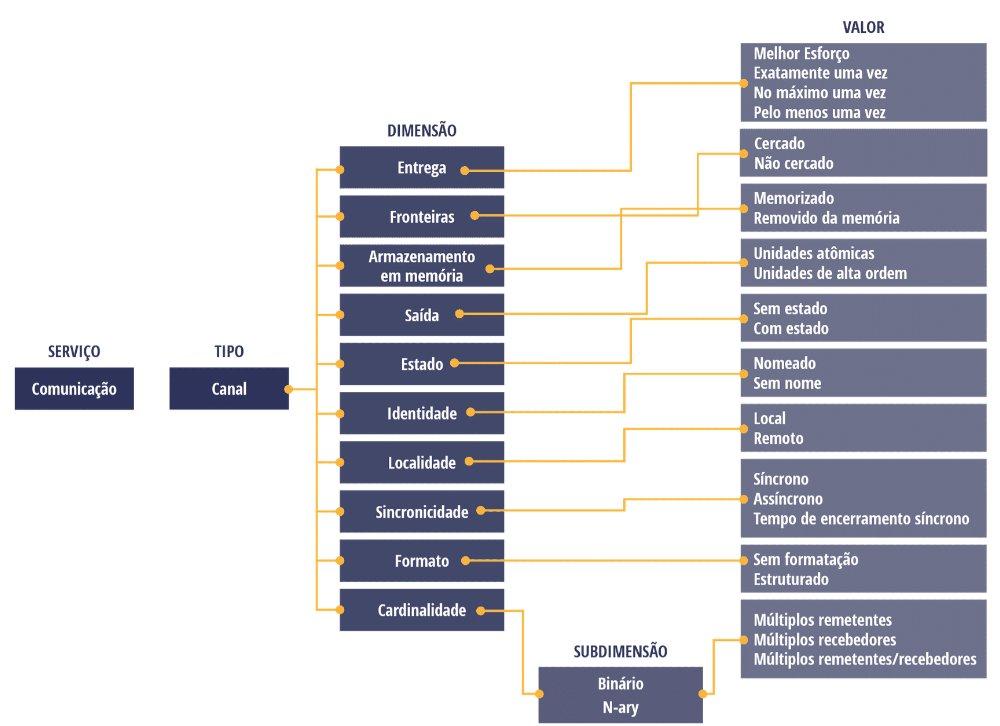 SERVIÇO
Comunicação
TIPO
Canal
DIMENSÃO
Entrega
Fronteiras
Armazenamento
em memória
Saída
Estado
Identidade
Localidade
Sincronicidade
Formato
Cardinalidade
SUBDIMENSÃO
Binário
N-ary
VALOR
Melhor Esforço
Exatamente uma vez
No máximo uma vez
Pelo menos uma vez
Cercado
Não cercado
Memorizado
Removido da memória
Unidades atômicas
Unidades de alta ordem
Sem estado
Com estado
Nomeado
Sem nome
Local
Remoto
Síncrono
Assíncrono
Tempo de encerramento síncrono
Sem formatação
Estruturado
Múltiplos remetentes
Múltiplos recebedores
Múltiplos remetentes/recebedores